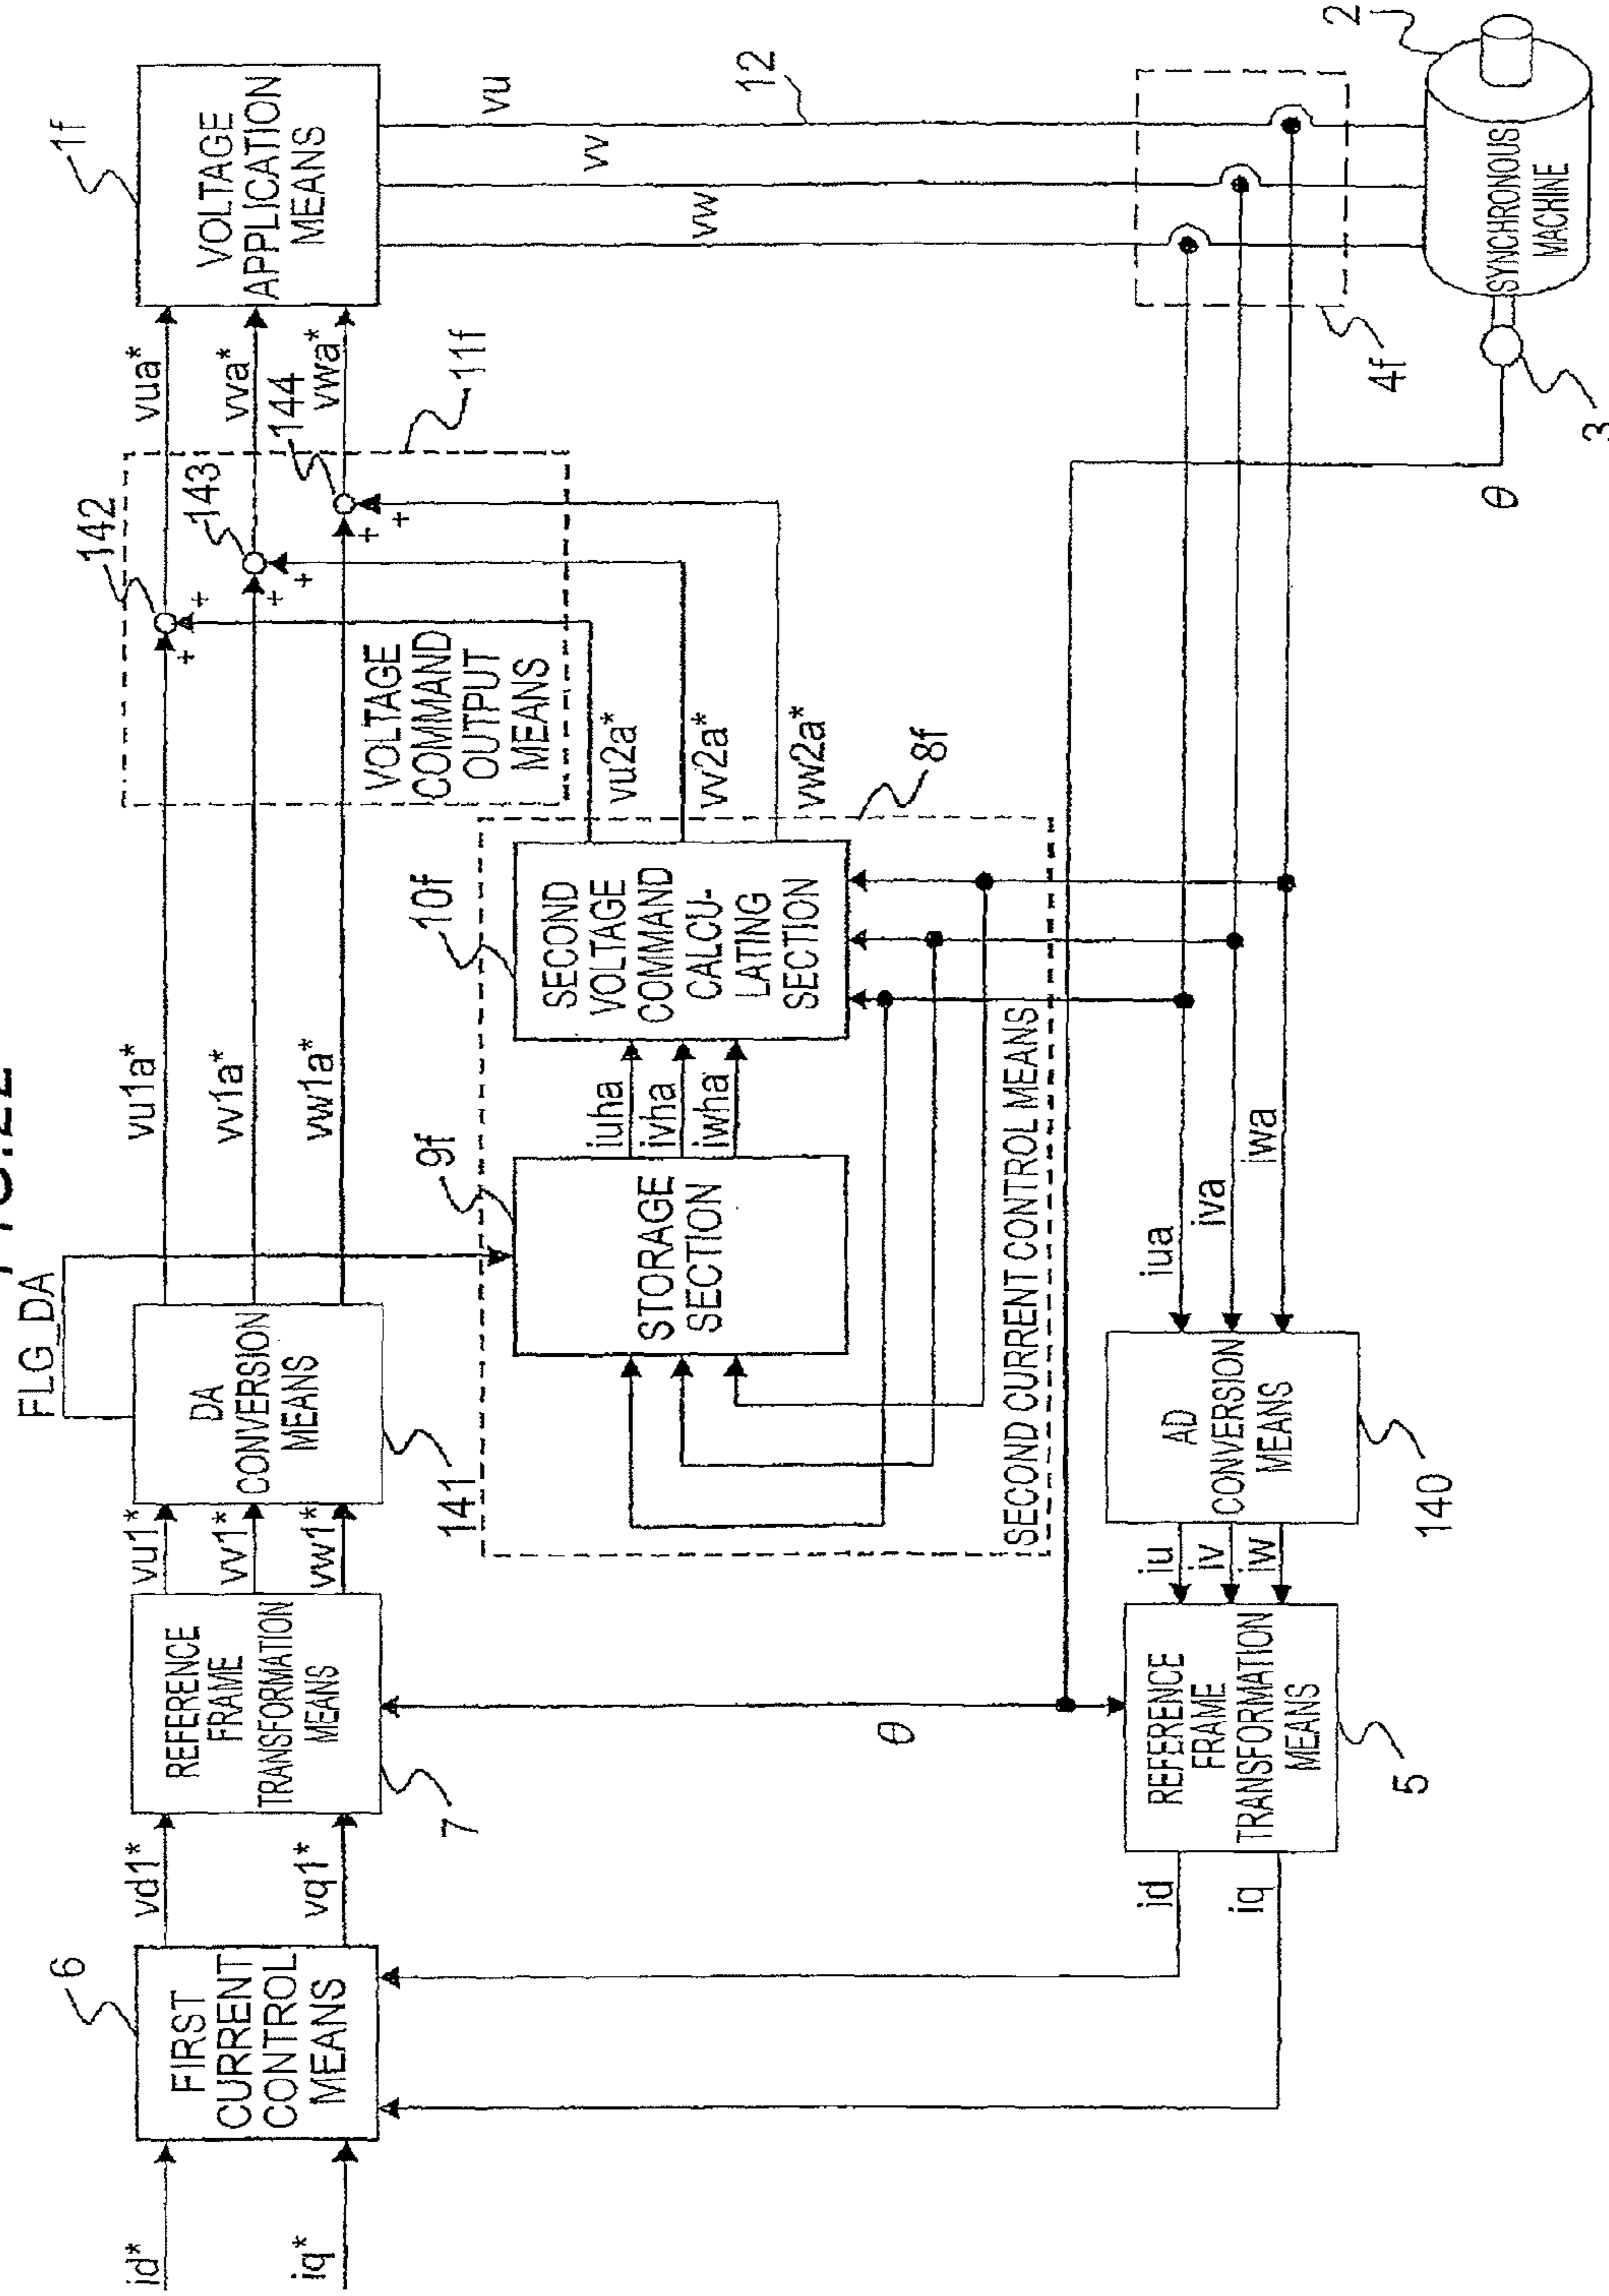 FLG_DA
id*
iq*
6
FIRST
CURRENT
CONTROL
MEANS
vd1*
vq1*
REFERENCE
FRAME
TRANSFORMATION
MEANS
7
vu1*
vv1*
vw1*
DA
CONVERSION
MEANS
141
vu1a*
vv1a*
vw1a*
142
143
144
VOLTAGE
COMMAND
OUTPUT
MEANS
11f
vua*
vva*
vwa*
VOLTAGE
APPLICATION
MEANS
1f
vu
vv
vw
12
9f
STORAGE
SECTION
iuha
ivha
iwha
10f
SECOND
VOLTAGE
COMMAND
CALCU-
LATING
SECTION
vu2a*
vv2a*
vw2a*
8f
SECOND CURRENT CONTROL MEANS
θ
id
iq
REFERENCE
FRAME
TRANSFORMATION
MEANS
5
iu
iv
iw
AD
CONVERSION
MEANS
140
iua
iva
iwa
4f
θ
SYNCHRONOUS
MACHINE
2
3